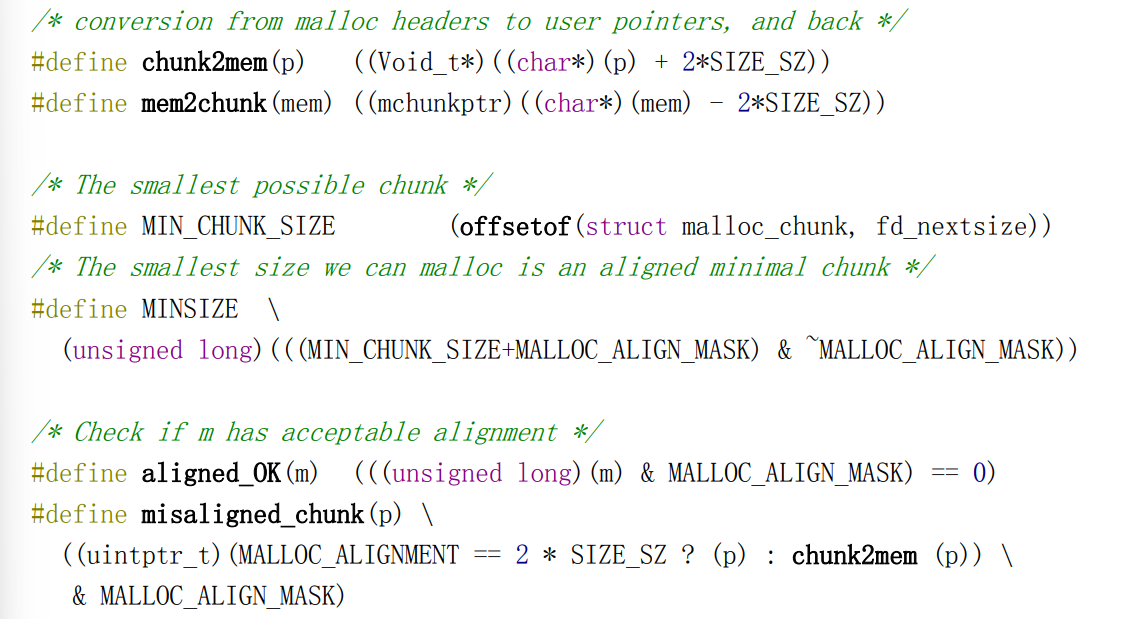 /* conversion from malloc headers to user pointers, and back */
#define chunk2mem(p)   ((Void_t*)((char*)(p) + 2*SIZE_SZ))
#define mem2chunk(mem) ((mchunkptr)((char*)(mem) - 2*SIZE_SZ))
/* The smallest possible chunk */
#define MIN_CHUNK_SIZE        (offsetof(struct malloc_chunk, fd_nextsize))
/* The smallest size we can malloc is an aligned minimal chunk */
#define MINSIZE  \
  (unsigned long)(((MIN_CHUNK_SIZE+MALLOC_ALIGN_MASK) & ~MALLOC_ALIGN_MASK))
/* Check if m has acceptable alignment */
#define aligned_OK(m)  (((unsigned long)(m) & MALLOC_ALIGN_MASK) == 0)
#define misaligned_chunk(p) \
  ((uintptr_t)(MALLOC_ALIGNMENT == 2 * SIZE_SZ ? (p) : chunk2mem (p)) \
   & MALLOC_ALIGN_MASK)